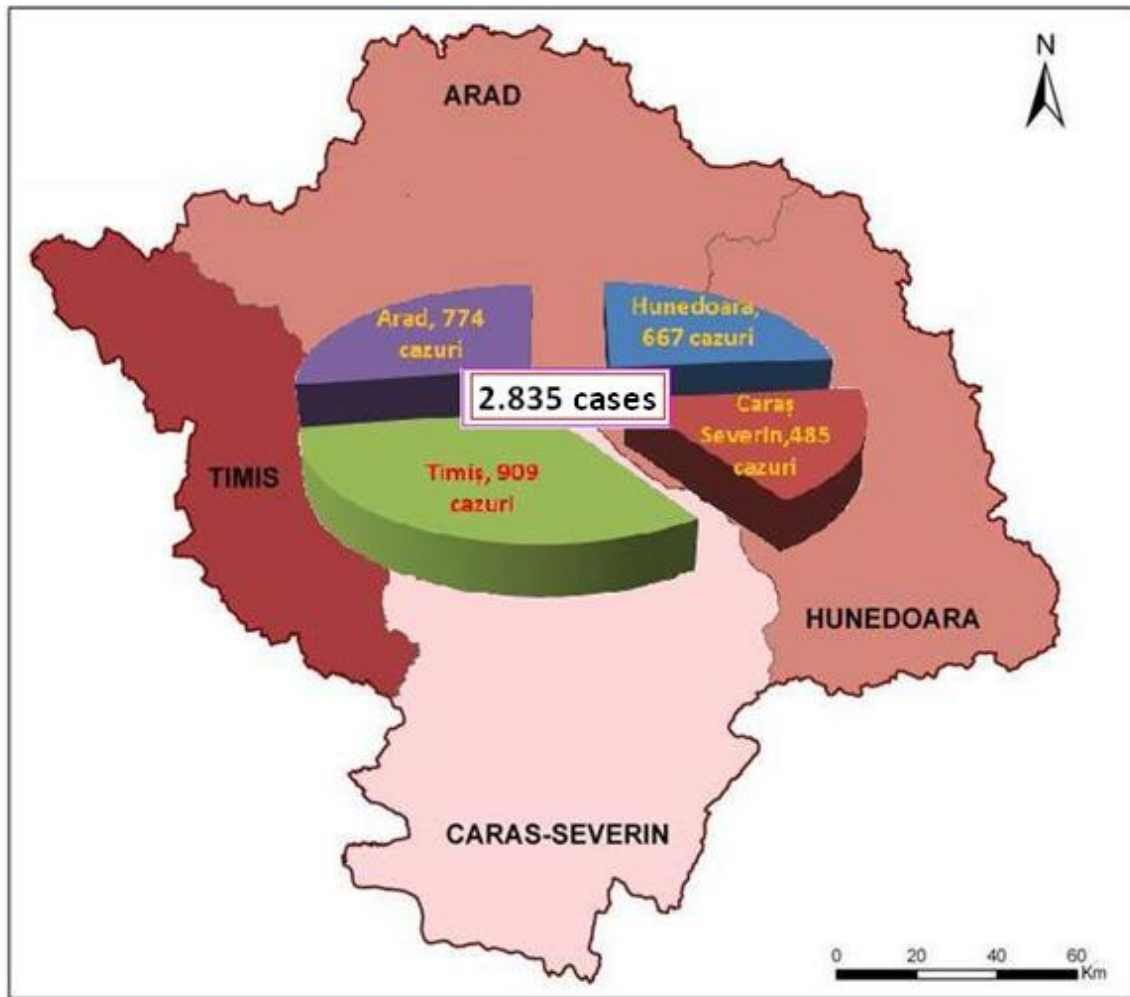 N
ARAD
Arad, 774
cazuri
Hunedoara,
667 cazuri
2.835 cases
Caraș
Severin,485
cazuri
TIMIS
Timiș, 909
cazuri
HUNEDOARA
CARAS-SEVERIN
0 20 40 60
Km